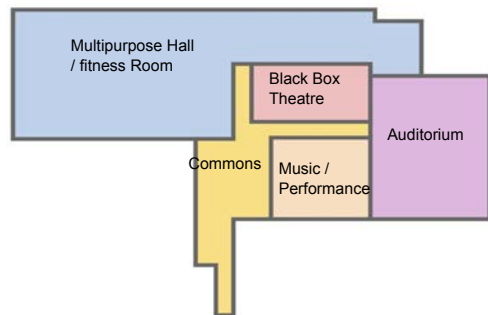 Multipurpose Hall
/ fitness Room
Black Box
Theatre
Auditorium
Commons
Music /
Performance